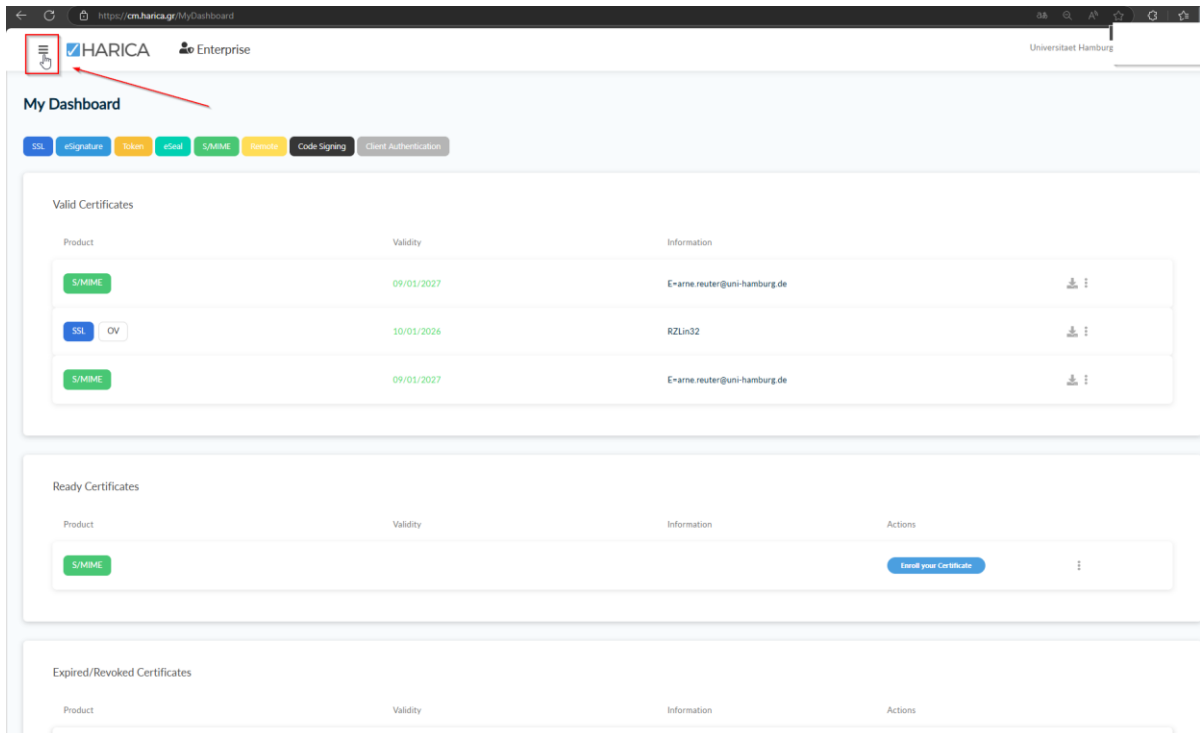 https://cm.harica.gr/MyDashboard
HARICA Enterprise Universitaet Hamburg
My Dashboard
SSL eSignature Token eSeal S/MIME Remote Code Signing Client Authentication
Valid Certificates
Product Validity Information
S/MIME 09/01/2027 E=arne.reuter@uni-hamburg.de
SSL OV 10/01/2026 RZLin32
S/MIME 09/01/2027 E=arne.reuter@uni-hamburg.de
Ready Certificates
Product Validity Information Actions
S/MIME Enroll your Certificate
Expired/Revoked Certificates
Product Validity Information Actions